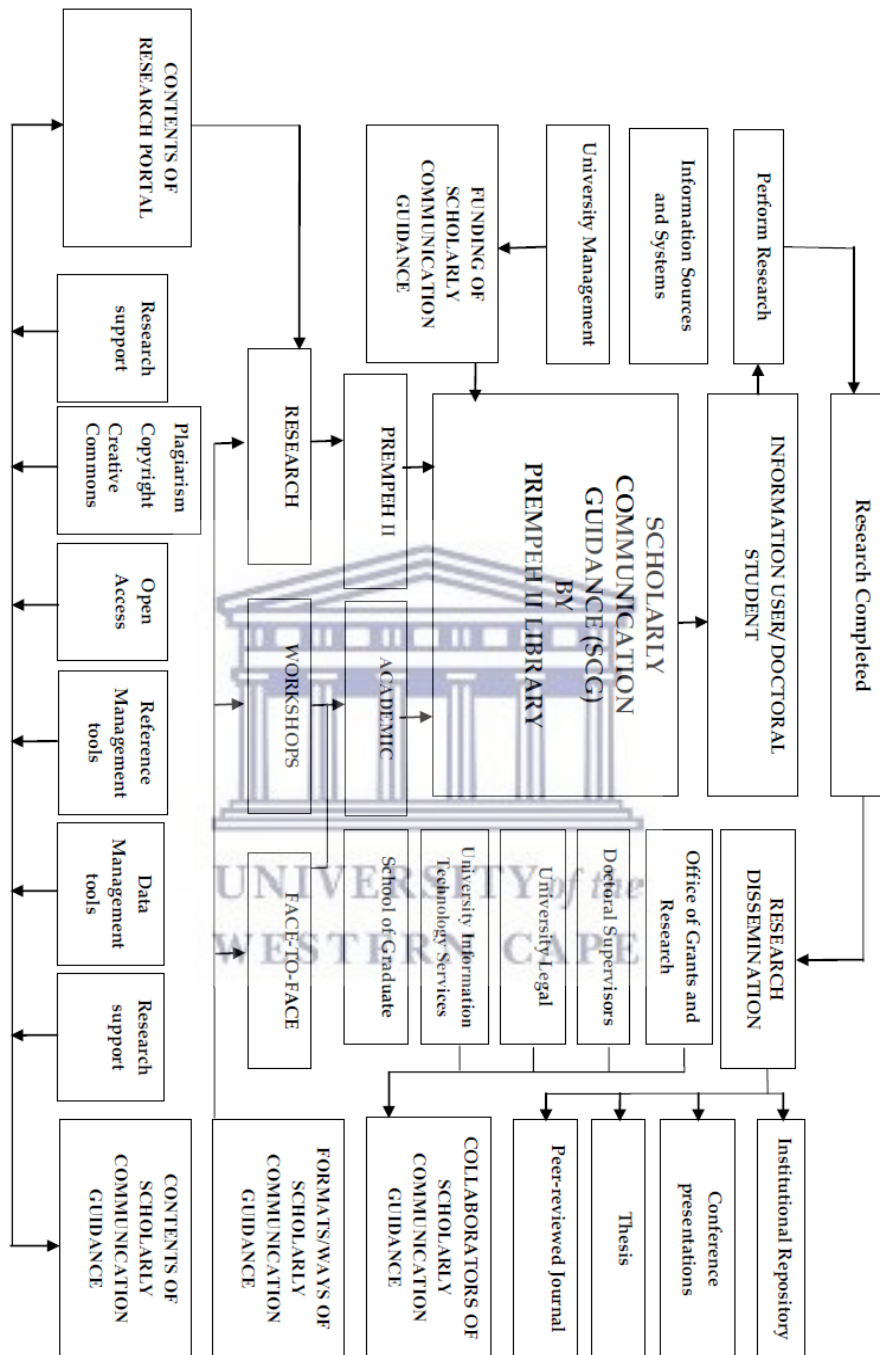 Research Completed
RESEARCH
DISSEMINATION
Institutional Repository
Conference
presentations
Thesis
Peer-reviewed Journal
Perform Research
INFORMATION USER/ DOCTORAL
STUDENT
Office of Grants and
Research
Information Sources
and Systems
Doctoral Supervisors
University Management
SCHOLARLY
COMMUNICATION
GUIDANCE (SCG)
BY
PREMPEH II LIBRARY
University Legal
University Information
Technology Services
School of Graduate
FUNDING OF
SCHOLARLY
COMMUNICATION
GUIDANCE
COLLABORATORS OF
SCHOLARLY
COMMUNICATION
GUIDANCE
PREMPEH II
ACADEMIC
RESEARCH
WORKSHOPS
FACE-TO-FACE
FORMATS/WAYS OF
SCHOLARLY
COMMUNICATION
GUIDANCE
CONTENTS OF
RESEARCH PORTAL
Research
support
Plagiarism
Copyright
Creative
Commons
Open
Access
Reference
Management
tools
Data
Management
tools
Research
support
CONTENTS OF
SCHOLARLY
COMMUNICATION
GUIDANCE
UNIVERSITY of the
WESTERN CAPE